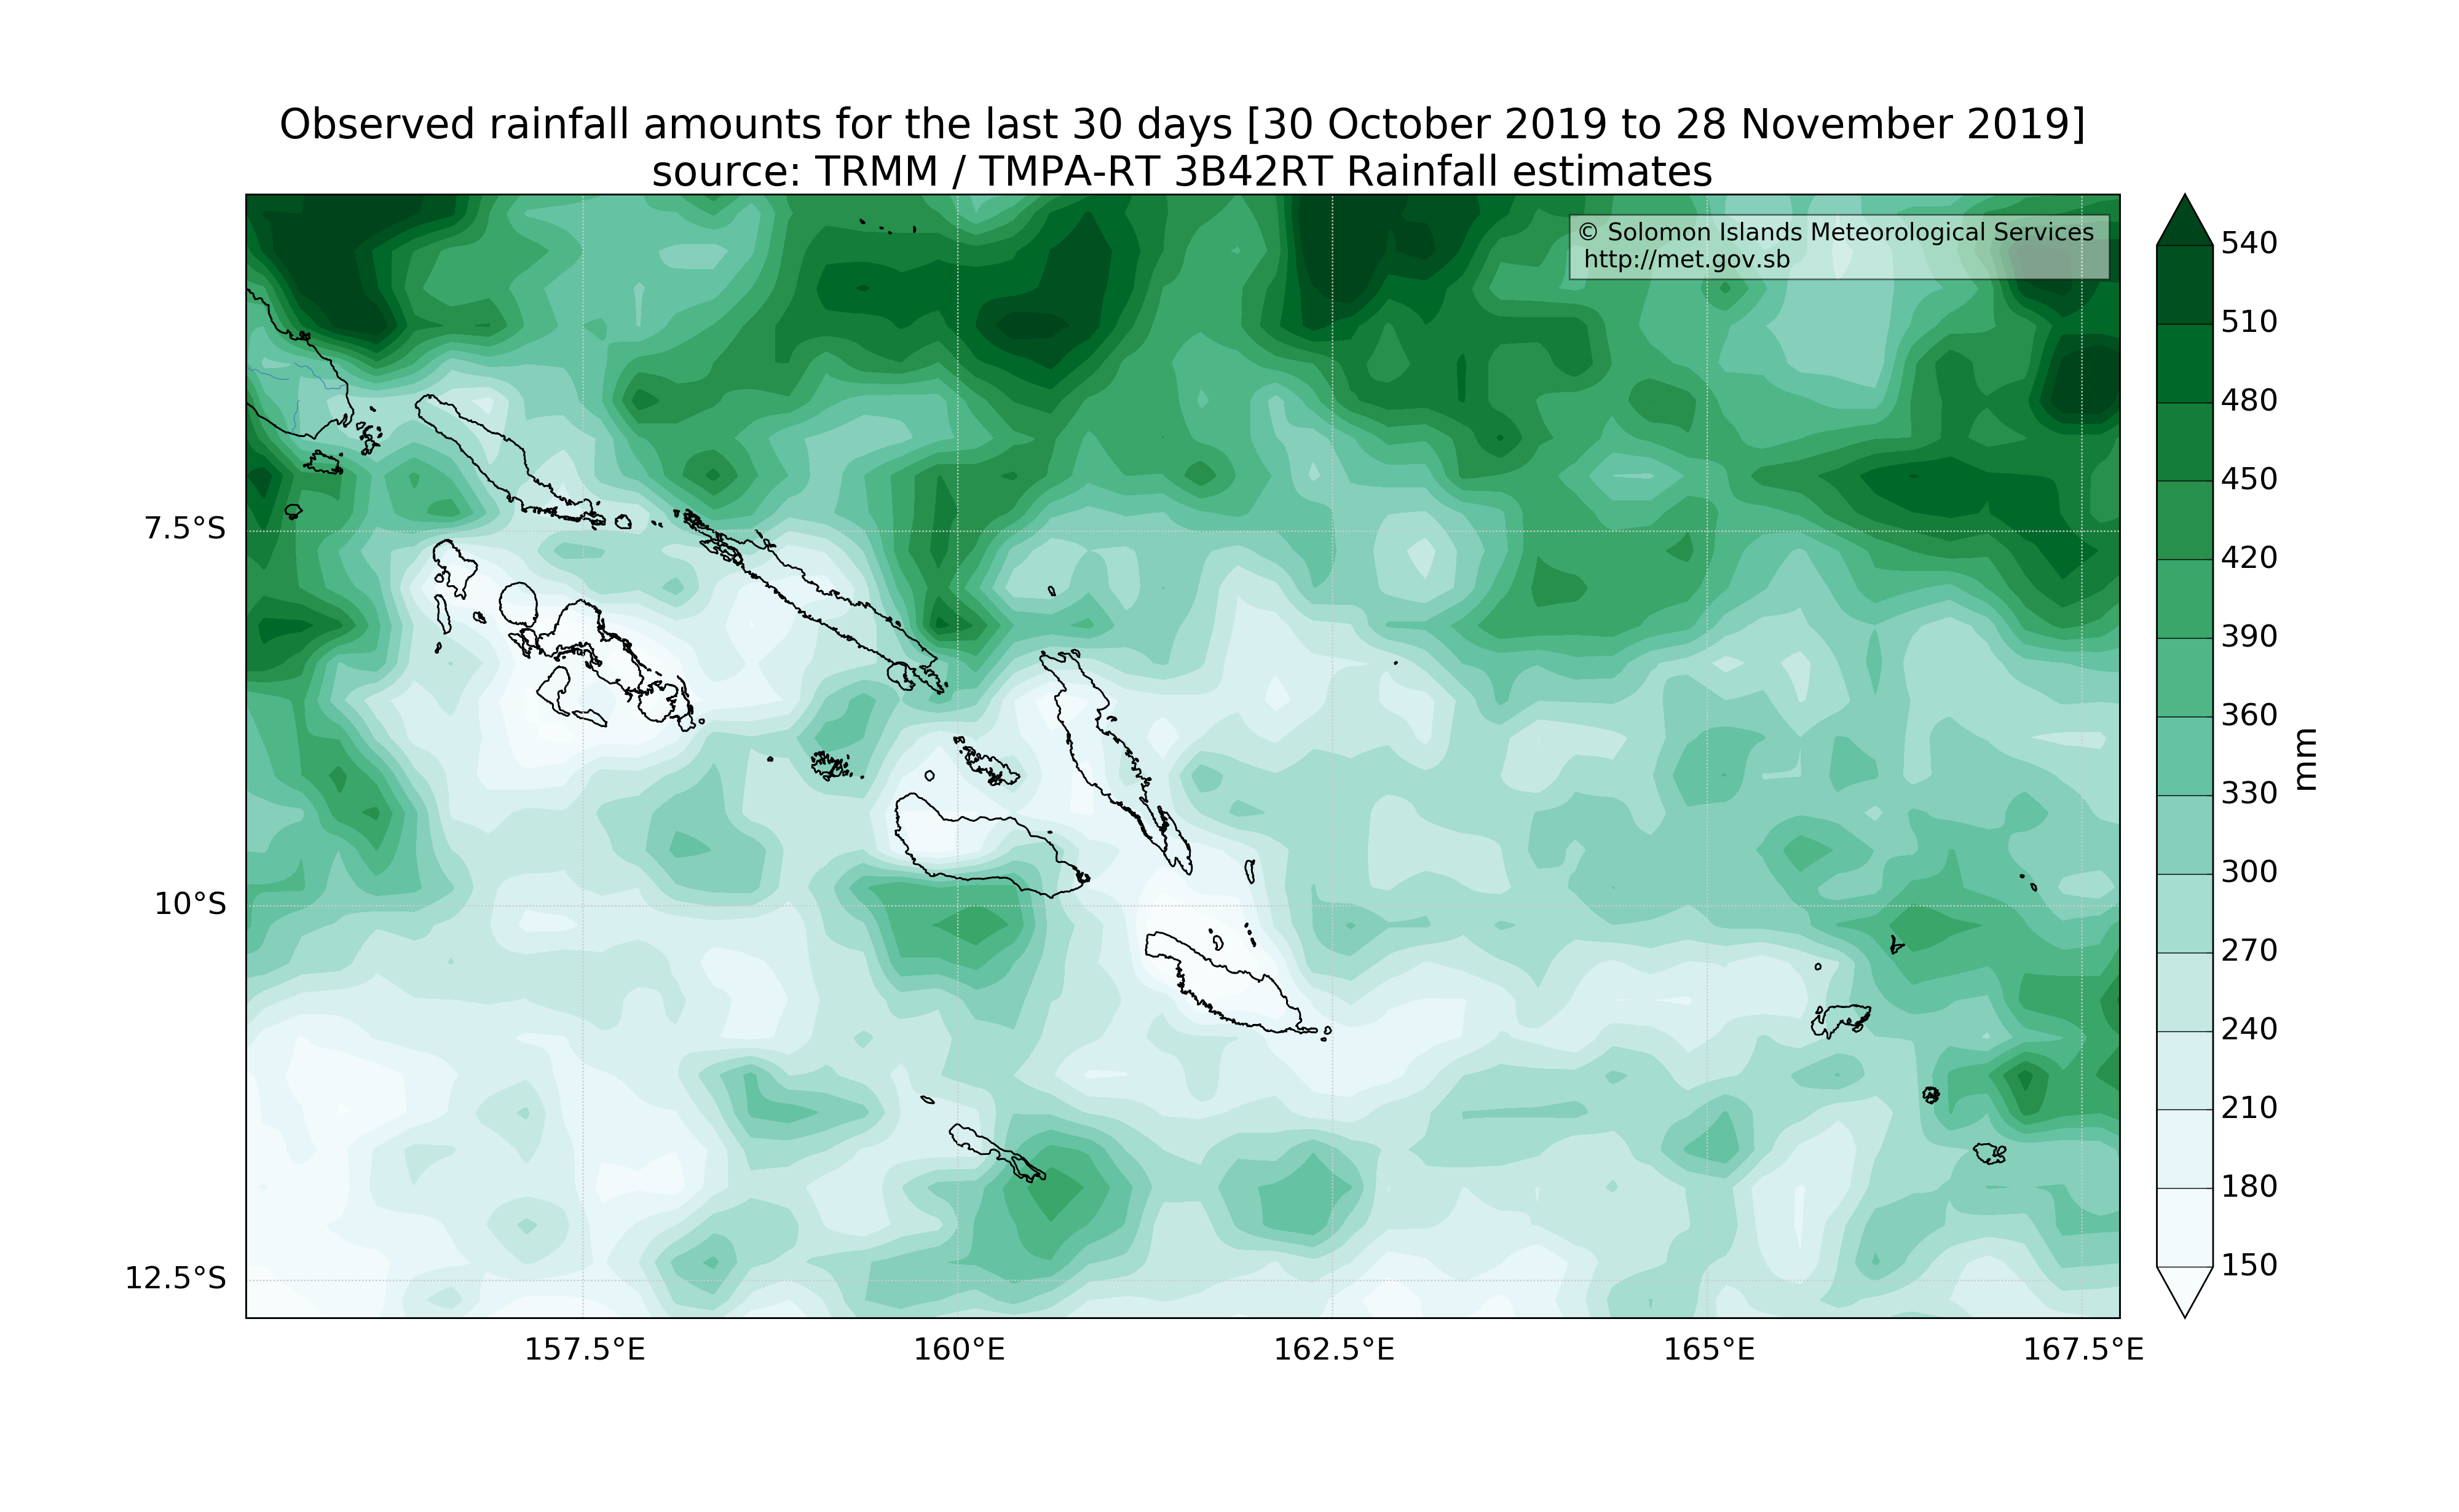 Observed rainfall amounts for the last 30 days [30 October 2019 to 28 November 2019]
source: TRMM / TMPA-RT 3B42RT Rainfall estimates
© Solomon Islands Meteorological Services
http://met.gov.sb
7.5°S
10°S
12.5°S
157.5°E
160°E
162.5°E
165°E
167.5°E
540
510
480
450
420
390
360
330
300
270
240
210
180
150
mm